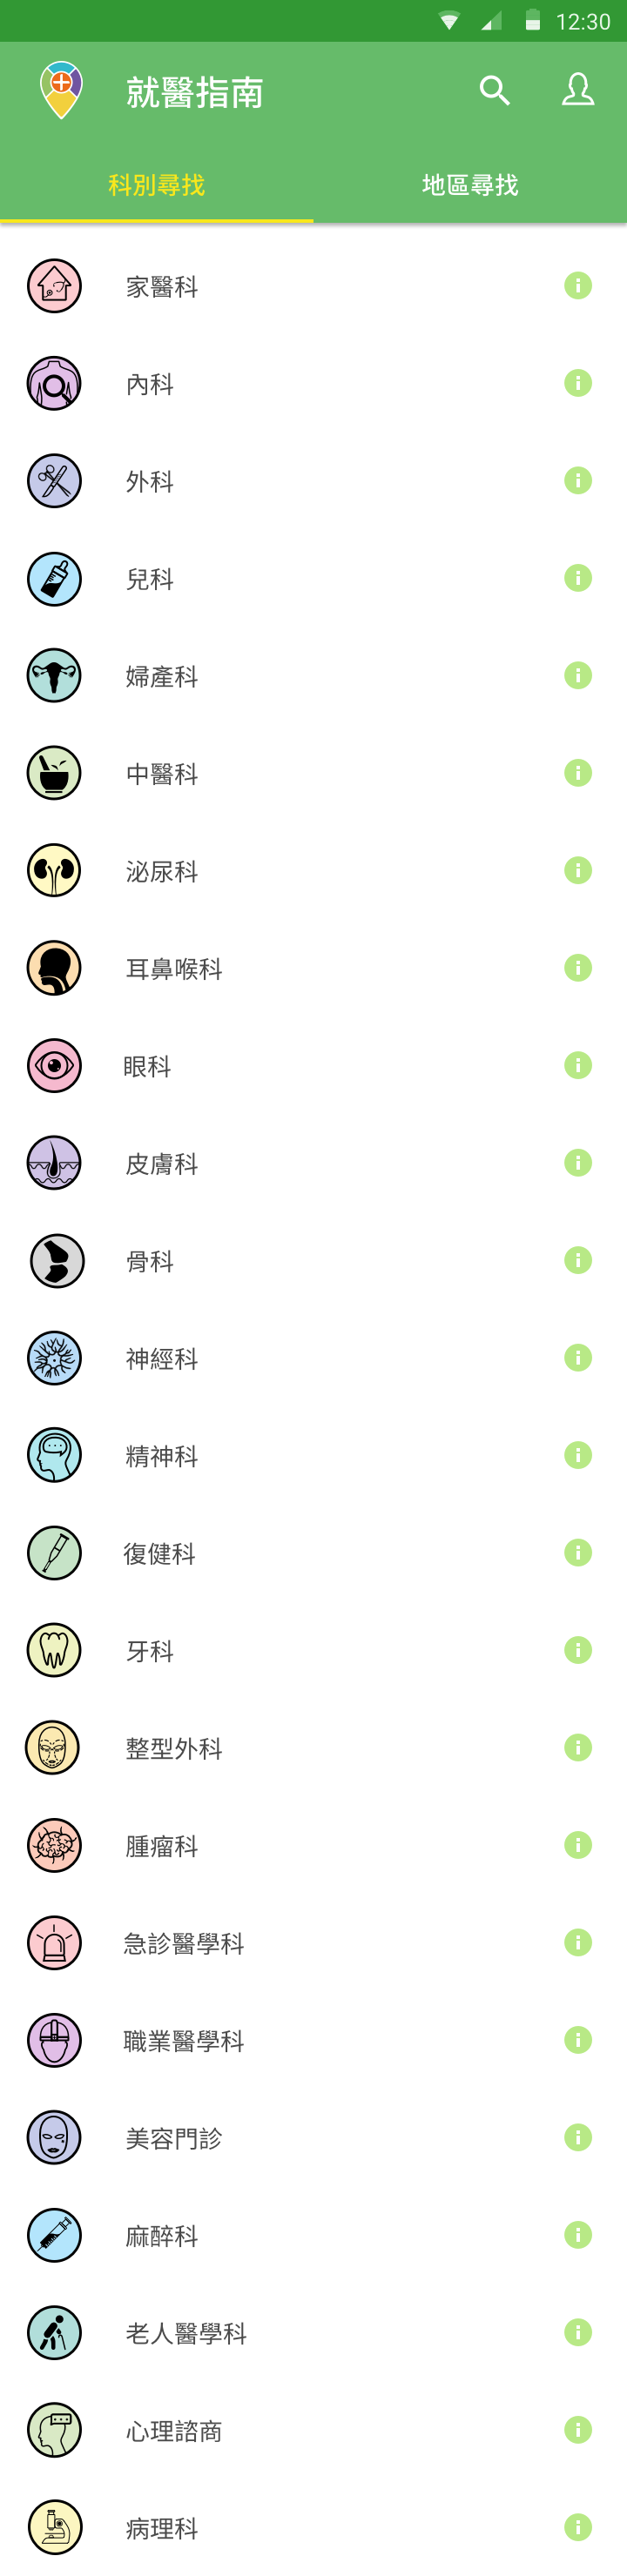 12:30
就醫指南
科別尋找
地區尋找
家醫科
內科
外科
兒科
婦產科
中醫科
泌尿科
耳鼻喉科
眼科
皮膚科
骨科
神經科
精神科
復健科
牙科
整型外科
腫瘤科
急診醫學科
職業醫學科
美容門診
麻醉科
老人醫學科
心理諮商
病理科